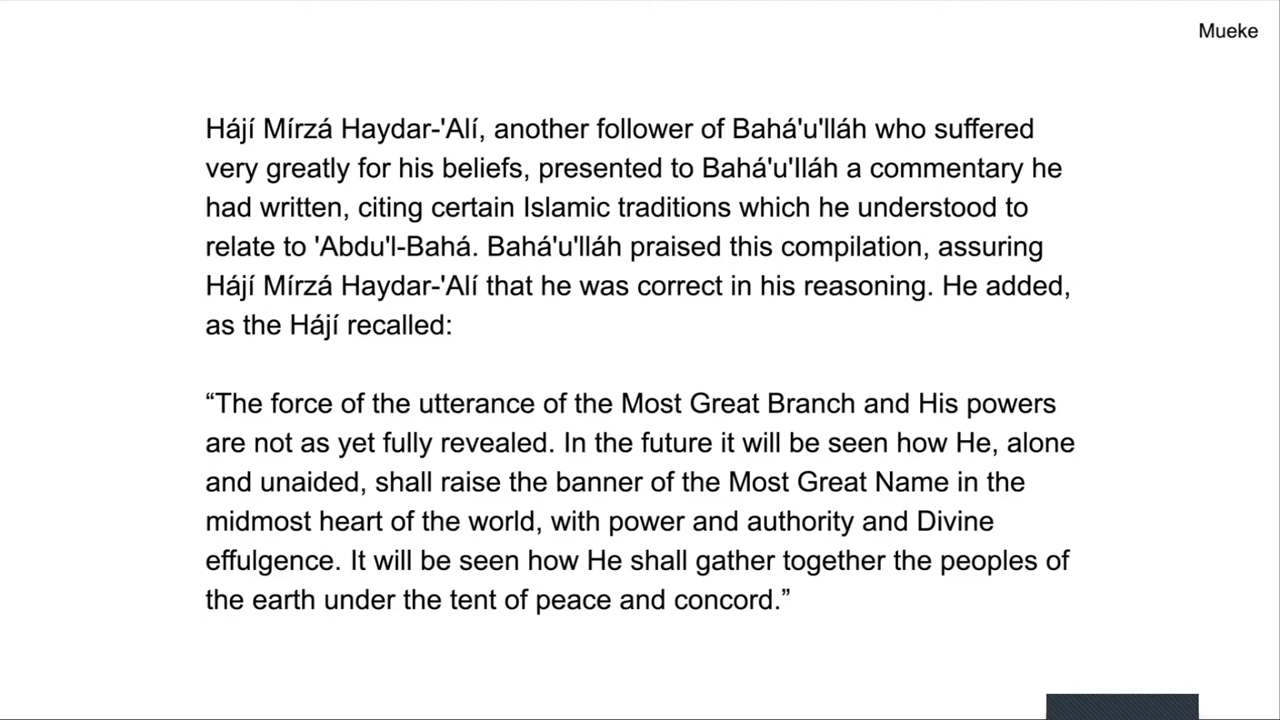 Mueke
Hájí Mírzá Haydar-'Alí, another follower of Bahá'u'lláh who suffered
very greatly for his beliefs, presented to Bahá'u'lláh a commentary he
had written, citing certain Islamic traditions which he understood to
relate to 'Abdu'l-Bahá. Bahá'u'lláh praised this compilation, assuring
Hájí Mírzá Haydar-'Alí that he was correct in his reasoning. He added,
as the Hájí recalled:
“The force of the utterance of the Most Great Branch and His powers
are not as yet fully revealed. In the future it will be seen how He, alone
and unaided, shall raise the banner of the Most Great Name in the
midmost heart of the world, with power and authority and Divine
effulgence. It will be seen how He shall gather together the peoples of
the earth under the tent of peace and concord.”